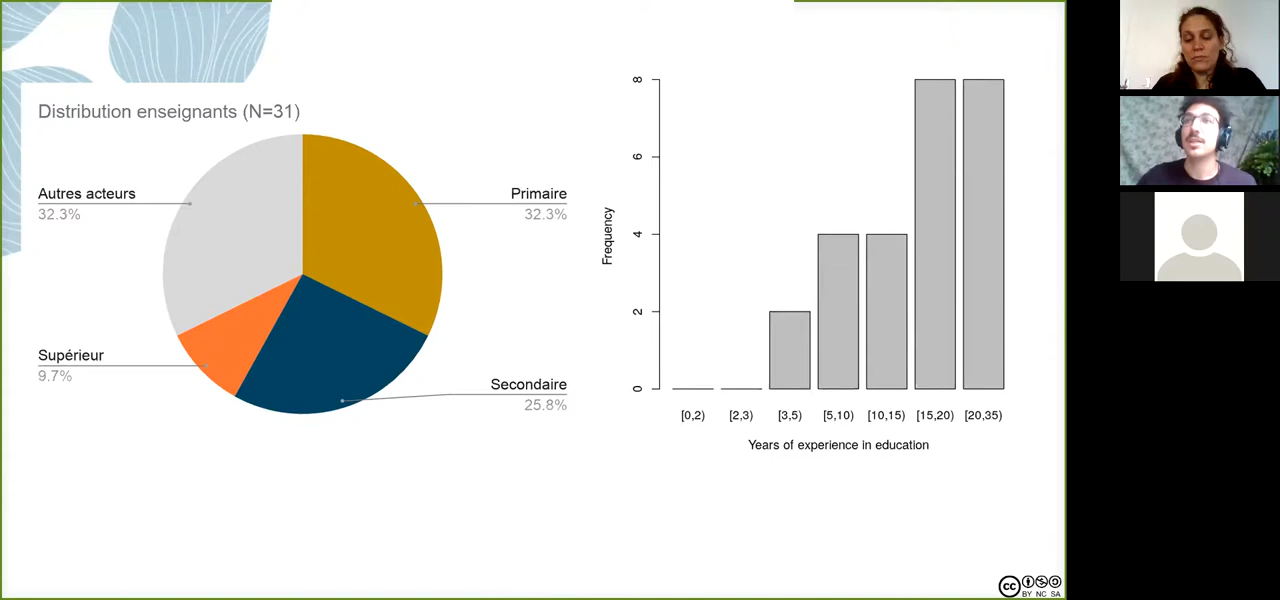 Distribution enseignants (N=31)
Autres acteurs
32.3%
Primaire
32.3%
Supérieur
9.7%
Secondaire
25.8%
Frequency
8
6
4
2
0
[0,2) [2,3) [3,5) [5,10) [10,15) [15,20) [20,35)
Years of experience in education
cc
BY NC SA